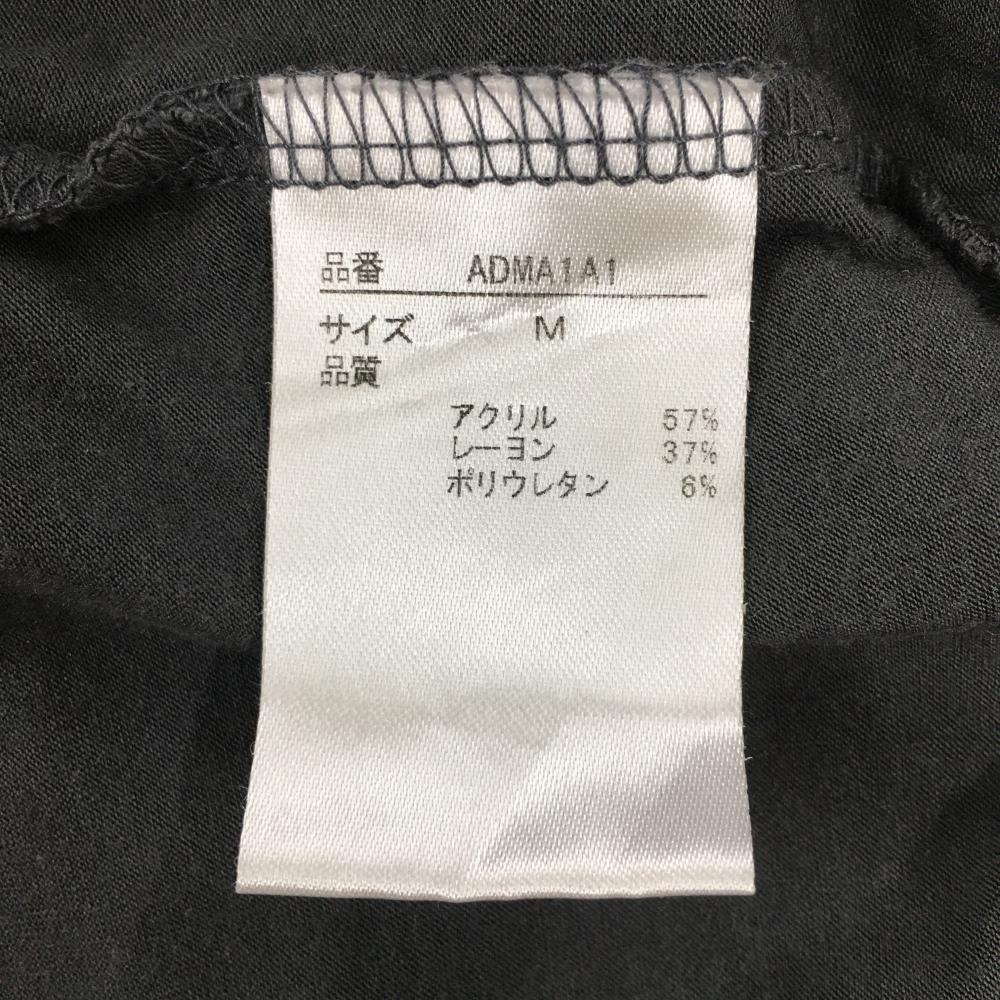 品番 ADMA1A1
サイズ M
品質
アクリル 57%
レーヨン 37%
ポリウレタン 6%